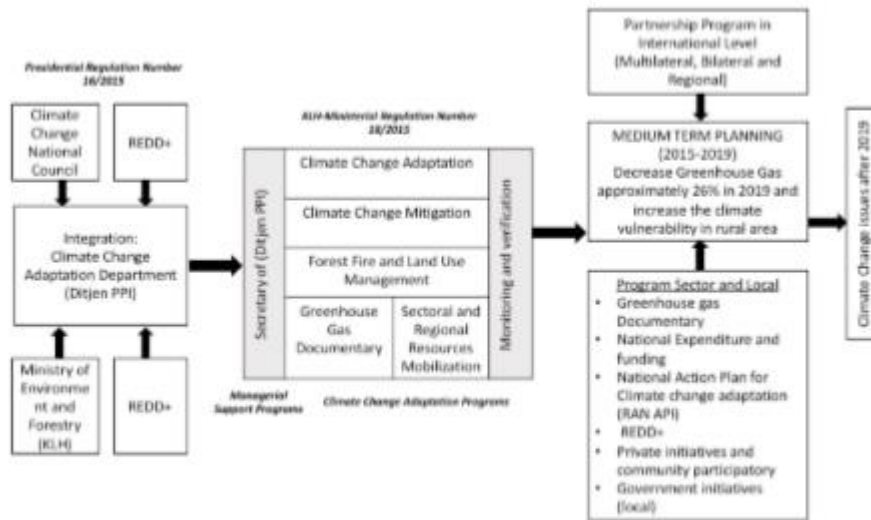 Presidential Regulation Number
16/2015
Climate
Change
National
Council
REDD+
Integration:
Climate Change
Adaptation Department
(Ditjen PPI)
Ministry of
Environme
nt and
Forestry
(KLH)
REDD+
KLH-Ministerial Regulation Number
18/2015
Secretary of (Ditjen PPI)
Climate Change Adaptation
Climate Change Mitigation
Forest Fire and Land Use
Management
Greenhouse
Gas
Documentary
Sectoral and
Regional
Resources
Mobilization
Monitoring and verification
Managerial
Support Programs
Climate Change Adaptation Programs
Partnership Program in
International Level
(Multilateral, Bilateral and
Regional)
MEDIUM TERM PLANNING
(2015-2019)
Decrease Greenhouse Gas
approximately 26% in 2019 and
increase the climate
vulnerability in rural area
Program Sector and Local
• Greenhouse gas
Documentary
• National Expenditure and
funding
• National Action Plan for
Climate change adaptation
(RAN API)
• REDD+
• Private initiatives and
community participatory
• Government initiatives
(local)
Climate Change issues after 2019